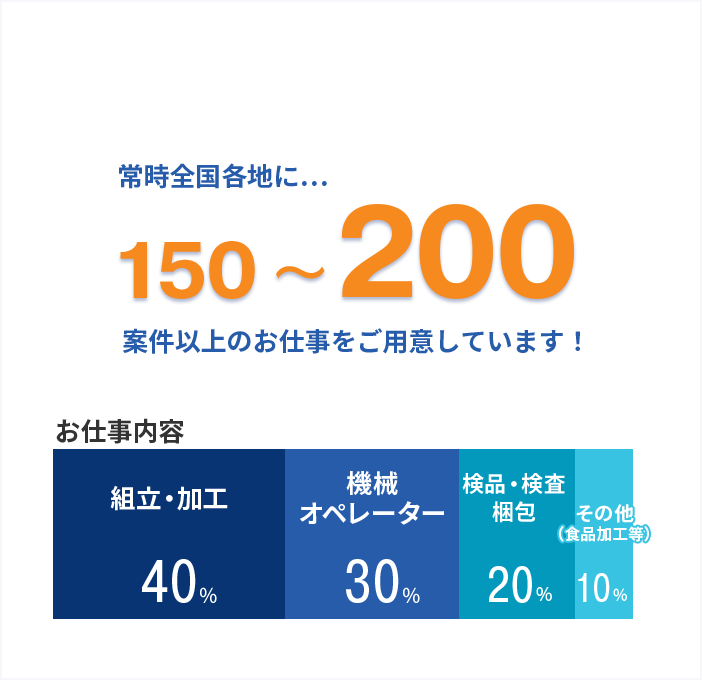 常時全国各地に…
150～200
案件以上のお仕事をご用意しています！
お仕事内容
組立・加工
40%
機械
オペレーター
30%
検品・検査
梱包
20%
その他
（食品加工等）
10%